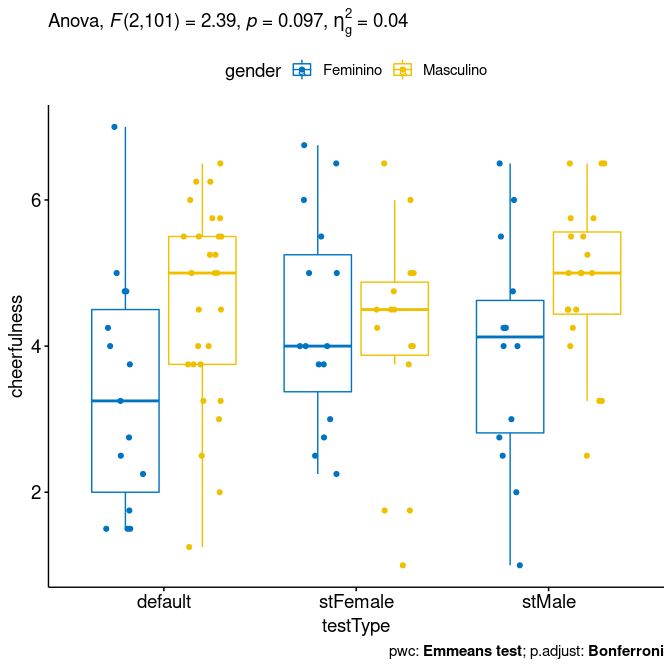 Anova, F(2,101) = 2.39, p = 0.097, η²g = 0.04
gender Feminino Masculino
cheerfulness
6
4
2
default stFemale stMale
testType
pwc: Emmeans test; p.adjust: Bonferroni